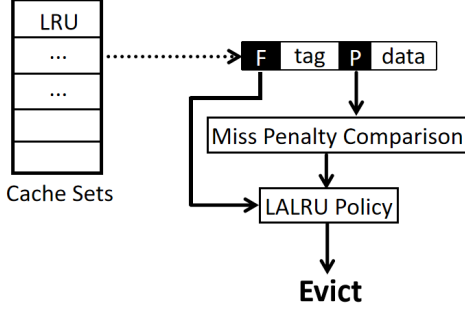 LRU
...
...
Cache Sets
F tag P data
Miss Penalty Comparison
LALRU Policy
Evict